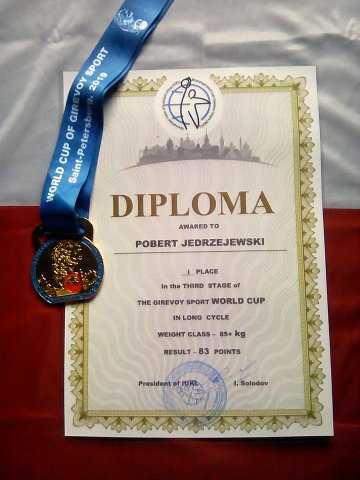 WORLD CUP OF GIREVOY SPORT
Saint-Petersburg, 2019
DIPLOMA
AWARED TO
POBERT JEDRZEJEWSKI
I PLACE
In the THIRD STAGE of
THE GIREVOY SPORT WORLD CUP
IN LONG CYCLE
WEIGHT CLASS – 85+ kg
RESULT – 83 POINTS
President of IUKL I. Solodov